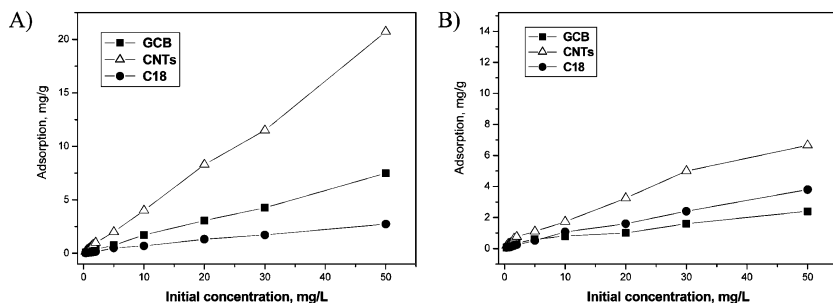 A)
Adsorption, mg/g
20
15
10
5
0
GCB
CNTs
C18
0 10 20 30 40 50
Initial concentration, mg/L
B)
Adsorption, mg/g
14
12
10
8
6
4
2
0
GCB
CNTs
C18
0 10 20 30 40 50
Initial concentration, mg/L